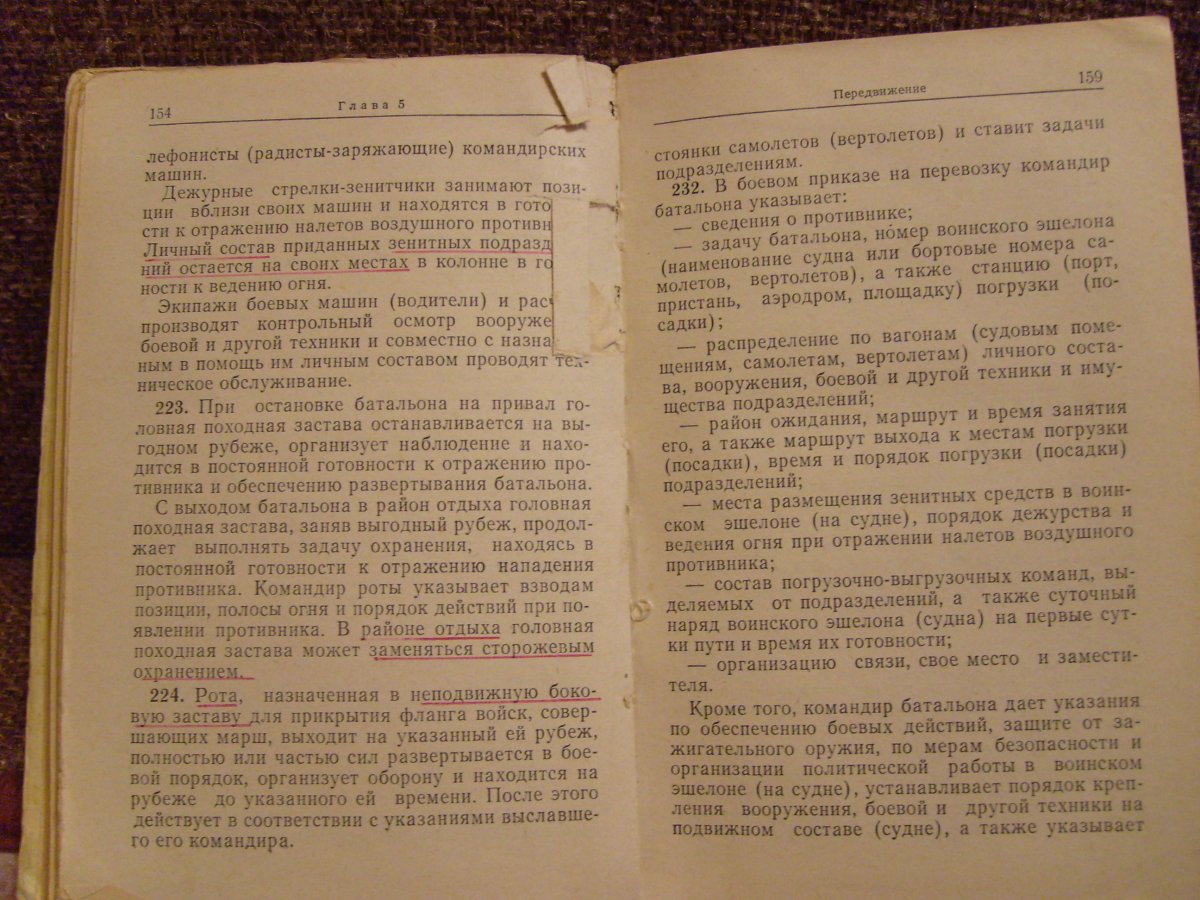 154
Глава 5
лефонисты (радисты-заряжающие) командирских
машин.
Дежурные стрелки-зенитчики занимают пози-
ции вблизи своих машин и находятся в гото
сти к отражению налетов воздушного противн
Личный состав приданных зенитных подразд
ний остается на своих местах в колонне в го
ности к ведению огня.
Экипажи боевых машин (водители) и рас
производят контрольный осмотр вооруже
боевой и другой техники и совместно с назна
ным в помощь им личным составом проводят тех-
ническое обслуживание.
223. При остановке батальона на привал го-
ловная походная застава останавливается на вы-
годном рубеже, организует наблюдение и нахо-
дится в постоянной готовности к отражению про-
тивника и обеспечению развертывания батальона.
С выходом батальона в район отдыха головная
походная застава, заняв выгодный рубеж, продол-
жает выполнять задачу охранения, находясь в
постоянной готовности к отражению нападения
противника. Командир роты указывает взводам
позиции, полосы огня и порядок действий при по-
явлении противника. В районе отдыха головная
походная застава может заменяться сторожевым
охранением.
224. Рота, назначенная в неподвижную боко-
вую заставу для прикрытия фланга войск, совер-
шающих марш, выходит на указанный ей рубеж,
полностью или частью сил развертывается в бое-
вой порядок, организует оборону и находится на
рубеже до указанного ей времени. После этого
действует в соответствии с указаниями выславше-
го его командира.
Передвижение
159
стоянки самолетов (вертолетов) и ставит задачи
подразделениям.
232. В боевом приказе на перевозку командир
батальона указывает:
— сведения о противнике;
— задачу батальона, но́мер воинского эшелона
(наименование судна или бортовые номера са-
молетов, вертолетов), а также станцию (порт,
пристань, аэродром, площадку) погрузки (по-
садки);
— распределение по вагонам (судовым поме-
щениям, самолетам, вертолетам) личного соста-
ва, вооружения, боевой и другой техники и иму-
щества подразделений;
— район ожидания, маршрут и время занятия
его, а также маршрут выхода к местам погрузки
(посадки), время и порядок погрузки (посадки)
подразделений;
— места размещения зенитных средств в воин-
ском эшелоне (на судне), порядок дежурства и
ведения огня при отражении налетов воздушного
противника;
— состав погрузочно-выгрузочных команд, вы-
деляемых от подразделений, а также суточный
наряд воинского эшелона (судна) на первые сут-
ки пути и время их готовности;
— организацию связи, свое место и замести-
теля.
Кроме того, командир батальона дает указания
по обеспечению боевых действий, защите от за-
жигательного оружия, по мерам безопасности и
организации политической работы в воинском
эшелоне (на судне), устанавливает порядок креп-
ления вооружения, боевой и другой техники на
подвижном составе (судне), а также указывает